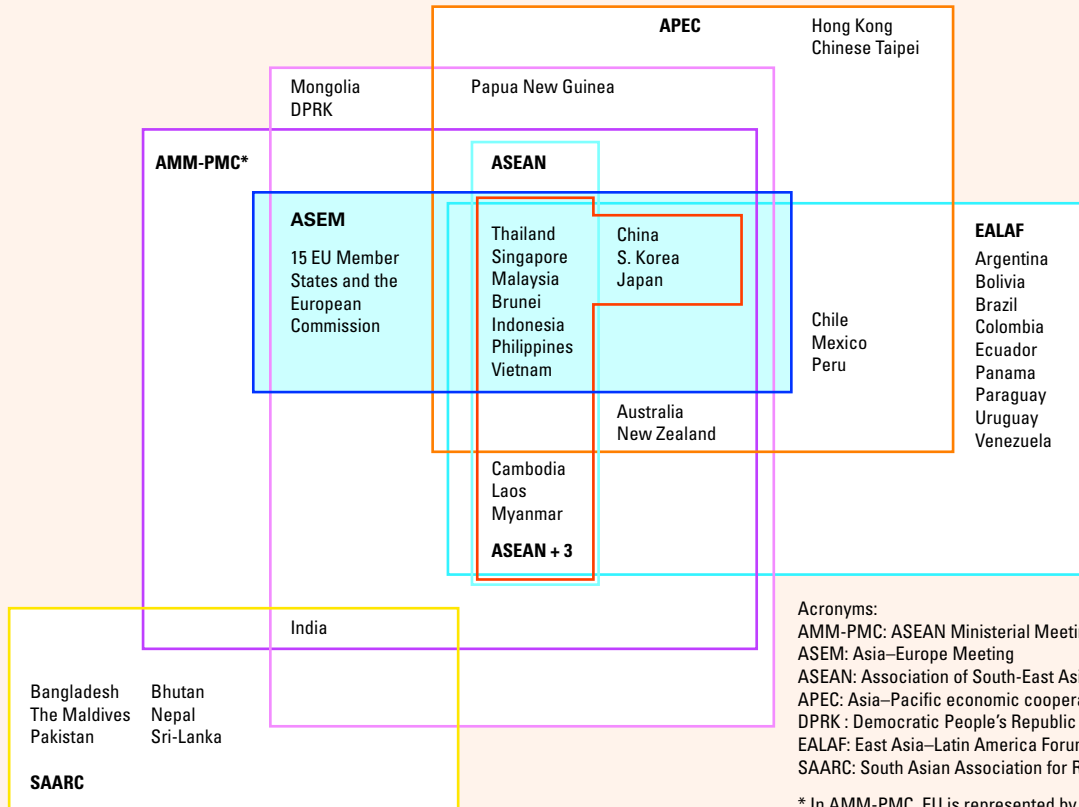 APEC
Hong Kong
Chinese Taipei
Mongolia
DPRK
Papua New Guinea
AMM-PMC*
ASEAN
ASEM
15 EU Member
States and the
European
Commission
Thailand
Singapore
Malaysia
Brunei
Indonesia
Philippines
Vietnam
China
S. Korea
Japan
Chile
Mexico
Peru
EALAF
Argentina
Bolivia
Brazil
Colombia
Ecuador
Panama
Paraguay
Uruguay
Venezuela
Australia
New Zealand
Cambodia
Laos
Myanmar
ASEAN + 3
India
Bangladesh Bhutan
The Maldives Nepal
Pakistan Sri-Lanka
SAARC
Acronyms:
AMM-PMC: ASEAN Ministerial
ASEM: Asia–Europe Meeting
ASEAN: Association of South-East
APEC: Asia–Pacific economic
DPRK : Democratic People's Republic
EALAF: East Asia–Latin America
SAARC: South Asian Association for
* In AMM-PMC, EU is represented by